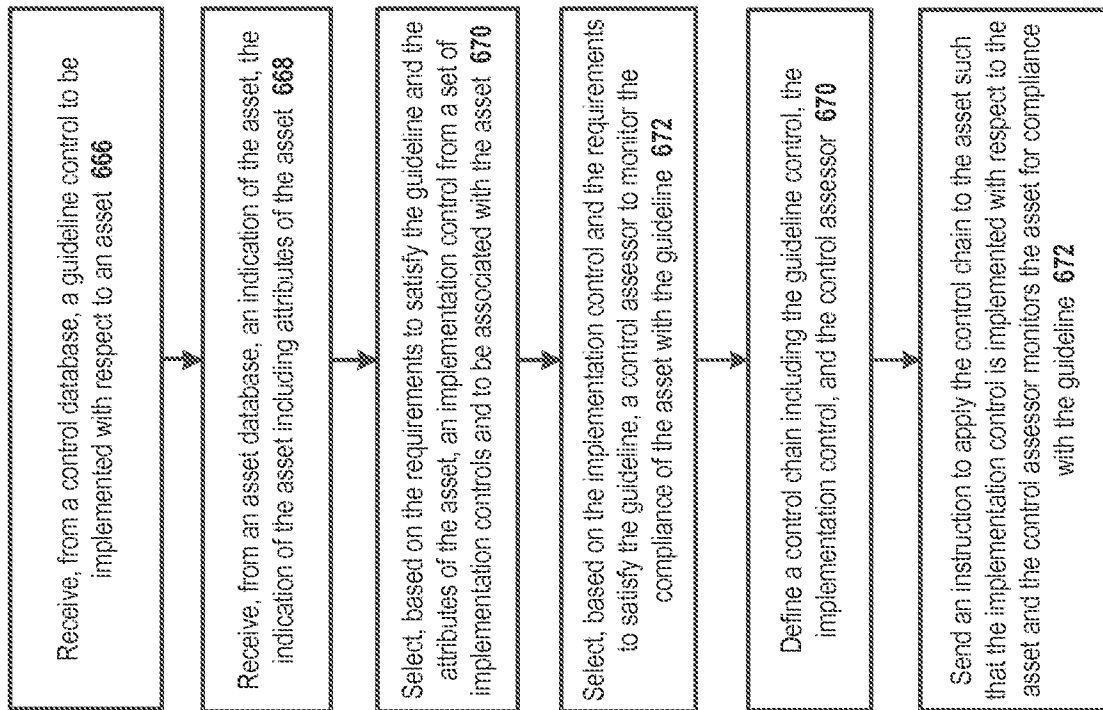 Receive, from a control database, a guideline control to be
implemented with respect to an asset 666
Receive, from an asset database, an indication of the asset, the
indication of the asset including attributes of the asset 668
Select, based on the requirements to satisfy the guideline and the
attributes of the asset, an implementation control from a set of
implementation controls and to be associated with the asset 670
Select, based on the implementation control and the requirements
to satisfy the guideline, a control assessor to monitor the
compliance of the asset with the guideline 672
Define a control chain including the guideline control, the
implementation control, and the control assessor 670
Send an instruction to apply the control chain to the asset such
that the implementation control is implemented with respect to the
asset and the control assessor monitors the asset for compliance
with the guideline 672